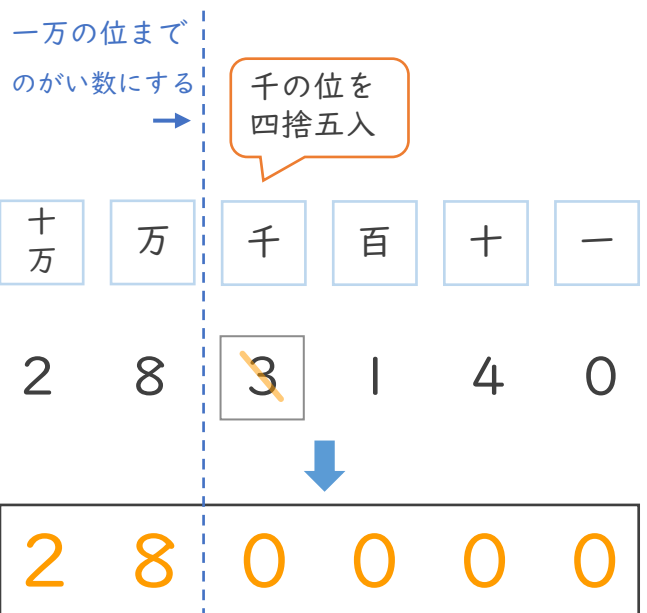 一万の位まで
のがい数にする
千の位を
四捨五入
十万 万 千 百 十 一
2 8 3 1 4 0
2 8 0 0 0 0